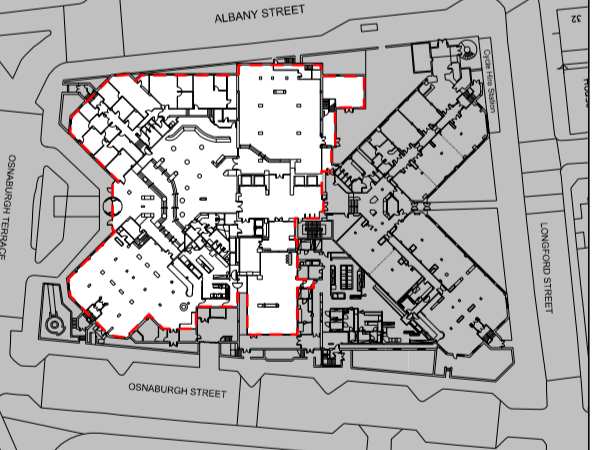 ALBANY STREET
32
Cycle Hire Station
OSNABURGH TERRACE
LONGFORD STREET
OSNABURGH STREET